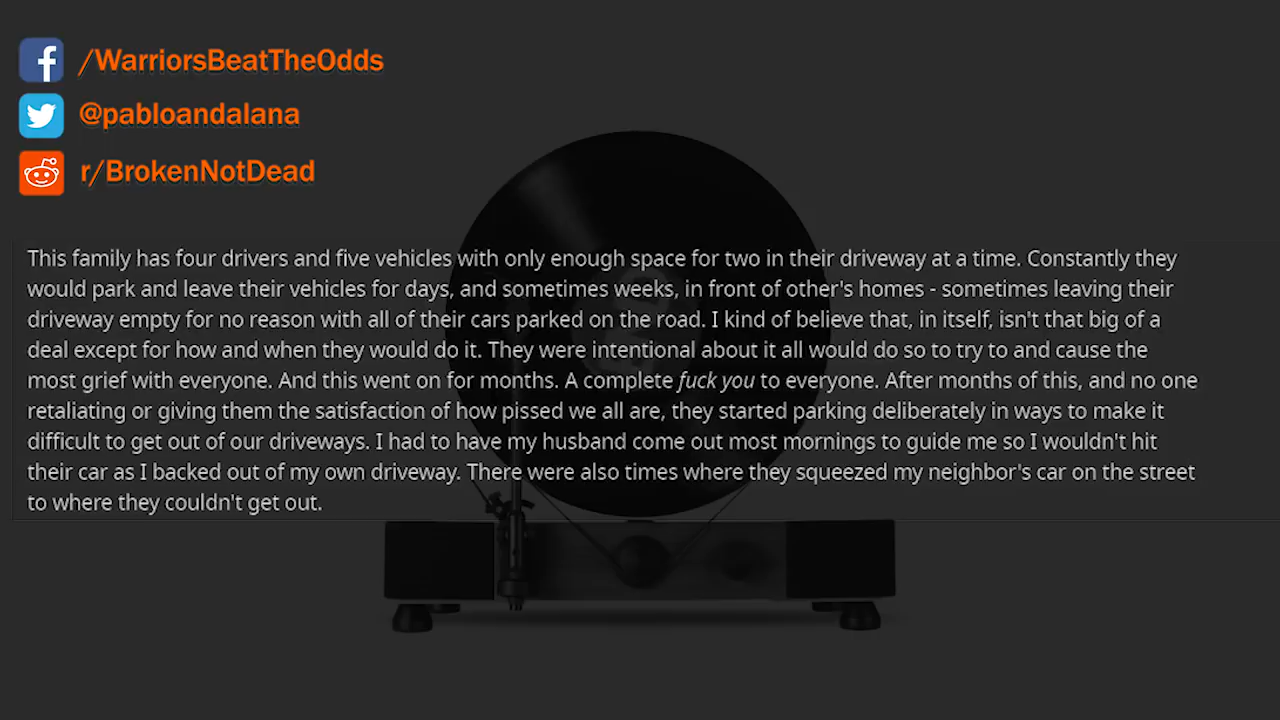 /WarriorsBeatTheOdds
@pabloandalana
r/BrokenNotDead
This family has four drivers and five vehicles with only enough space for two in their driveway at a time. Constantly they
would park and leave their vehicles for days, and sometimes weeks, in front of other's homes - sometimes leaving their
driveway empty for no reason with all of their cars parked on the road. I kind of believe that, in itself, isn't that big of a
deal except for how and when they would do it. They were intentional about it all would do so to try to and cause the
most grief with everyone. And this went on for months. A complete fuck you to everyone. After months of this, and no one
retaliating or giving them the satisfaction of how pissed we all are, they started parking deliberately in ways to make it
difficult to get out of our driveways. I had to have my husband come out most mornings to guide me so I wouldn't hit
their car as I backed out of my own driveway. There were also times where they squeezed my neighbor's car on the street
to where they couldn't get out.